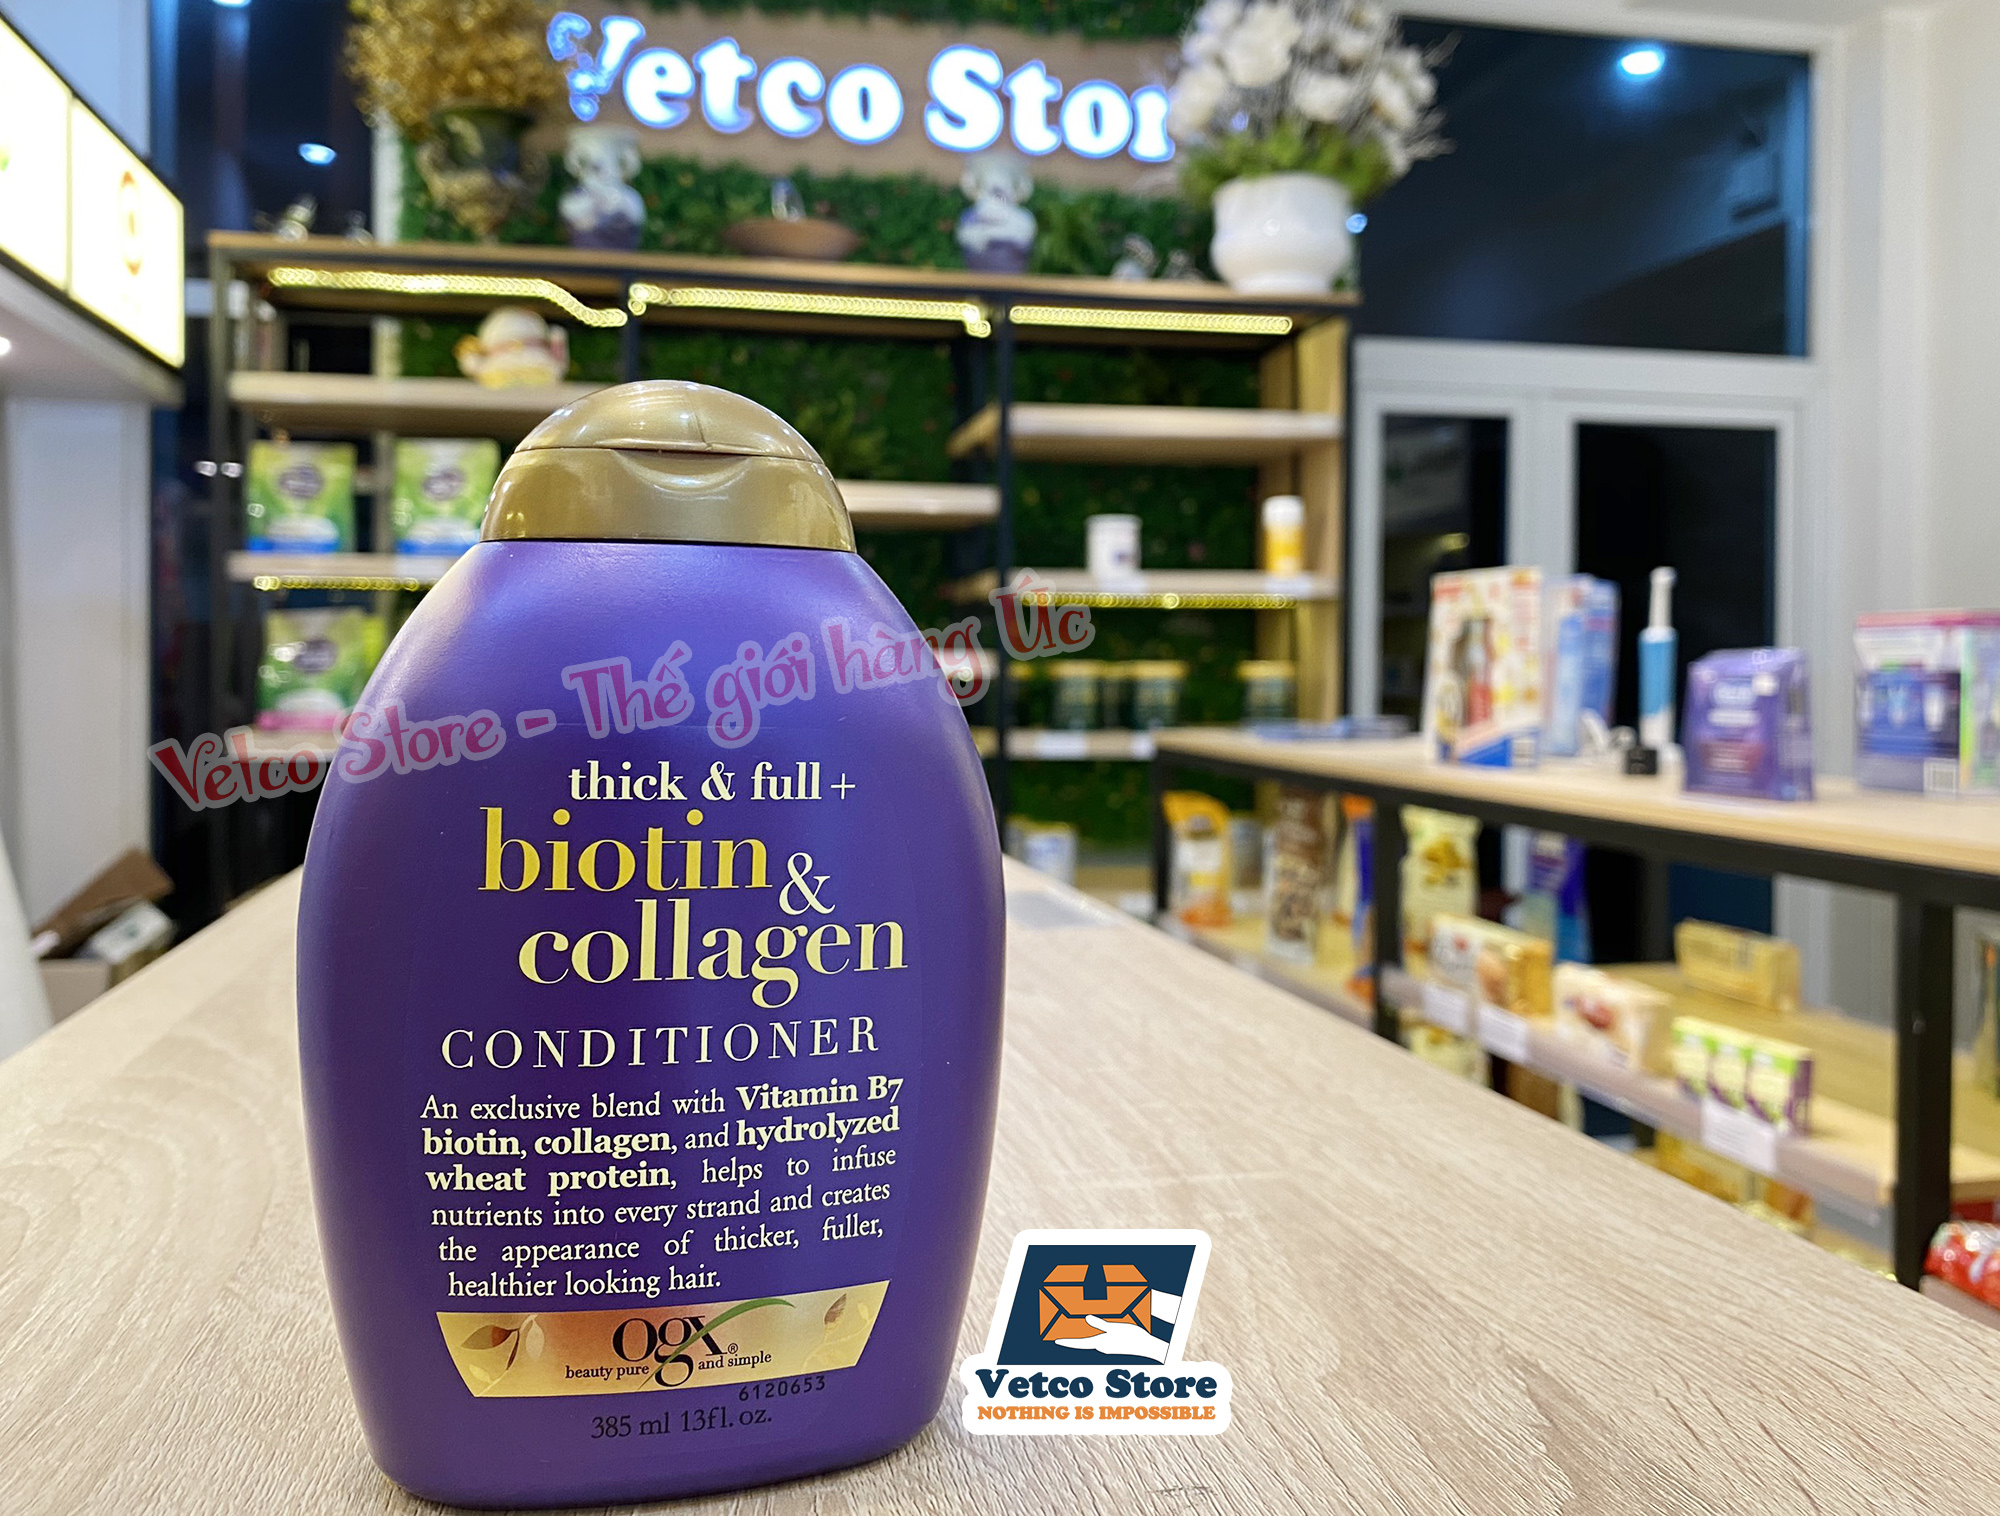 Vetco Stor
Vetco Store - Thế giới hàng Úc
thick & full +
biotin &
collagen
CONDITIONER
An exclusive blend with Vitamin B7
biotin, collagen, and hydrolyzed
wheat protein, helps to infuse
nutrients into every strand and creates
the appearance of thicker, fuller,
healthier looking hair.
ogx®
beauty pure and simple
6120653
385 ml 13fl. oz.
Vetco Store
NOTHING IS IMPOSSIBLE